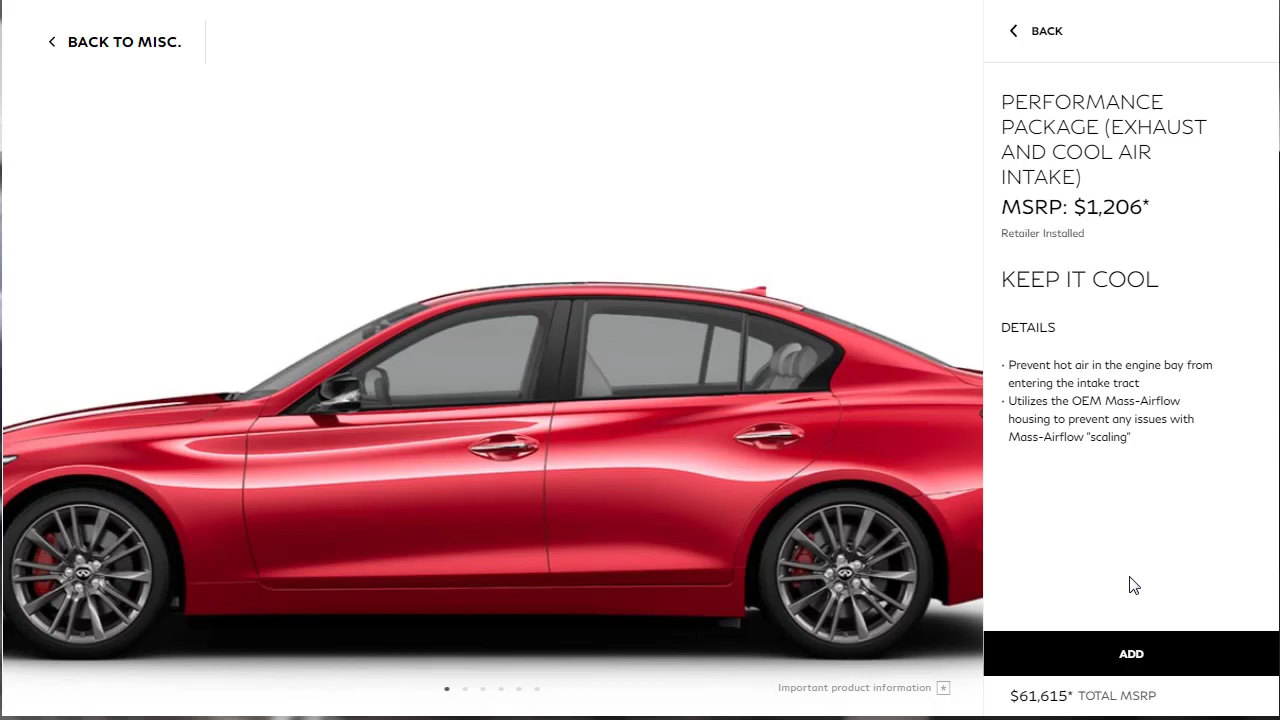 BACK TO MISC.
BACK
PERFORMANCE
PACKAGE (EXHAUST
AND COOL AIR
INTAKE)
MSRP: $1,206*
Retailer Installed
KEEP IT COOL
DETAILS
· Prevent hot air in the engine bay from
entering the intake tract
· Utilizes the OEM Mass-Airflow
housing to prevent any issues with
Mass-Airflow "scaling"
ADD
Important product information *
$61,615* TOTAL MSRP